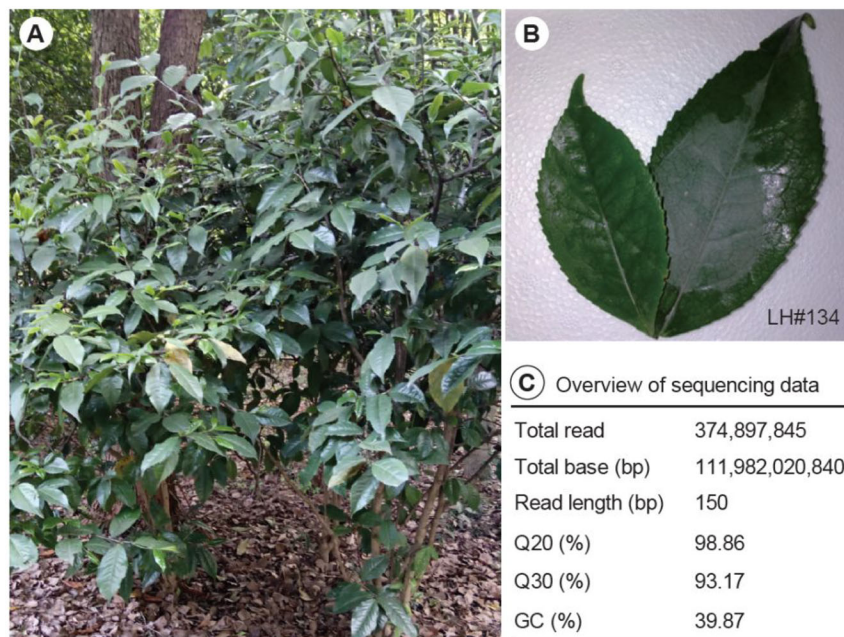 A
B
LH#134
C Overview of sequencing data
Total read 374,897,845
Total base (bp) 111,982,020,840
Read length (bp) 150
Q20 (%) 98.86
Q30 (%) 93.17
GC (%) 39.87